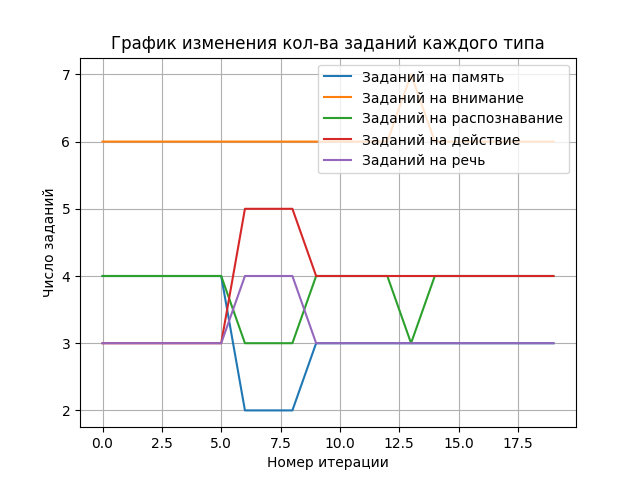 График изменения кол-ва заданий каждого типа
Заданий на память
Заданий на внимание
Заданий на распознавание
Заданий на действие
Заданий на речь
Число заданий
7
6
5
4
3
2
0.0 2.5 5.0 7.5 10.0 12.5 15.0 17.5
Номер итерации